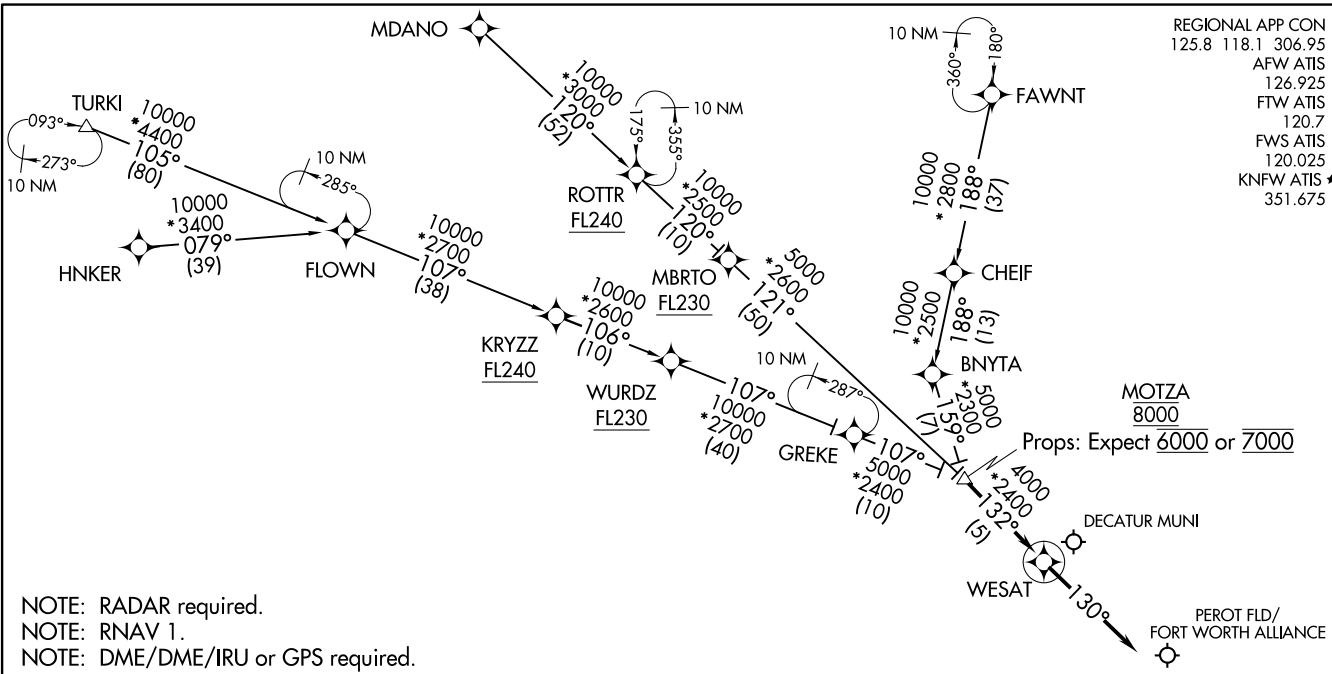 MDANO
10 NM
180°
360°
FAWNT
REGIONAL APP CON
125.8 118.1 306.95
AFW ATIS
126.925
FTW ATIS
120.7
FWS ATIS
120.025
KNFW ATIS ★
351.675
10000
*3000
120°
(52)
TURKI
093°
273°
10 NM
10000
*4400
105°
(80)
175°
355°
10 NM
ROTTR
FL240
10000
*2800
188°
(37)
10 NM
285°
FLOWN
HNKER
10000
*3400
079°
(39)
10000
*2500
120°
(10)
MBRTO
FL230
CHEIF
10000
*2700
107°
(38)
5000
*2600
121°
(50)
10000
*2500
188°
(13)
KRYZZ
FL240
10000
*2600
106°
(10)
WURDZ
FL230
10 NM
287°
BNYTA
5000
*2300
159°
(7)
MOTZA
8000
Props: Expect 6000 or 7000
107°
10000
*2700
(40)
GREKE
107°
5000
*2400
(10)
4000
*2400
132°
(5)
DECATUR MUNI
WESAT
130°
PEROT FLD/
FORT WORTH ALLIANCE
NOTE: RADAR required.
NOTE: RNAV 1.
NOTE: DME/DME/IRU or GPS required.